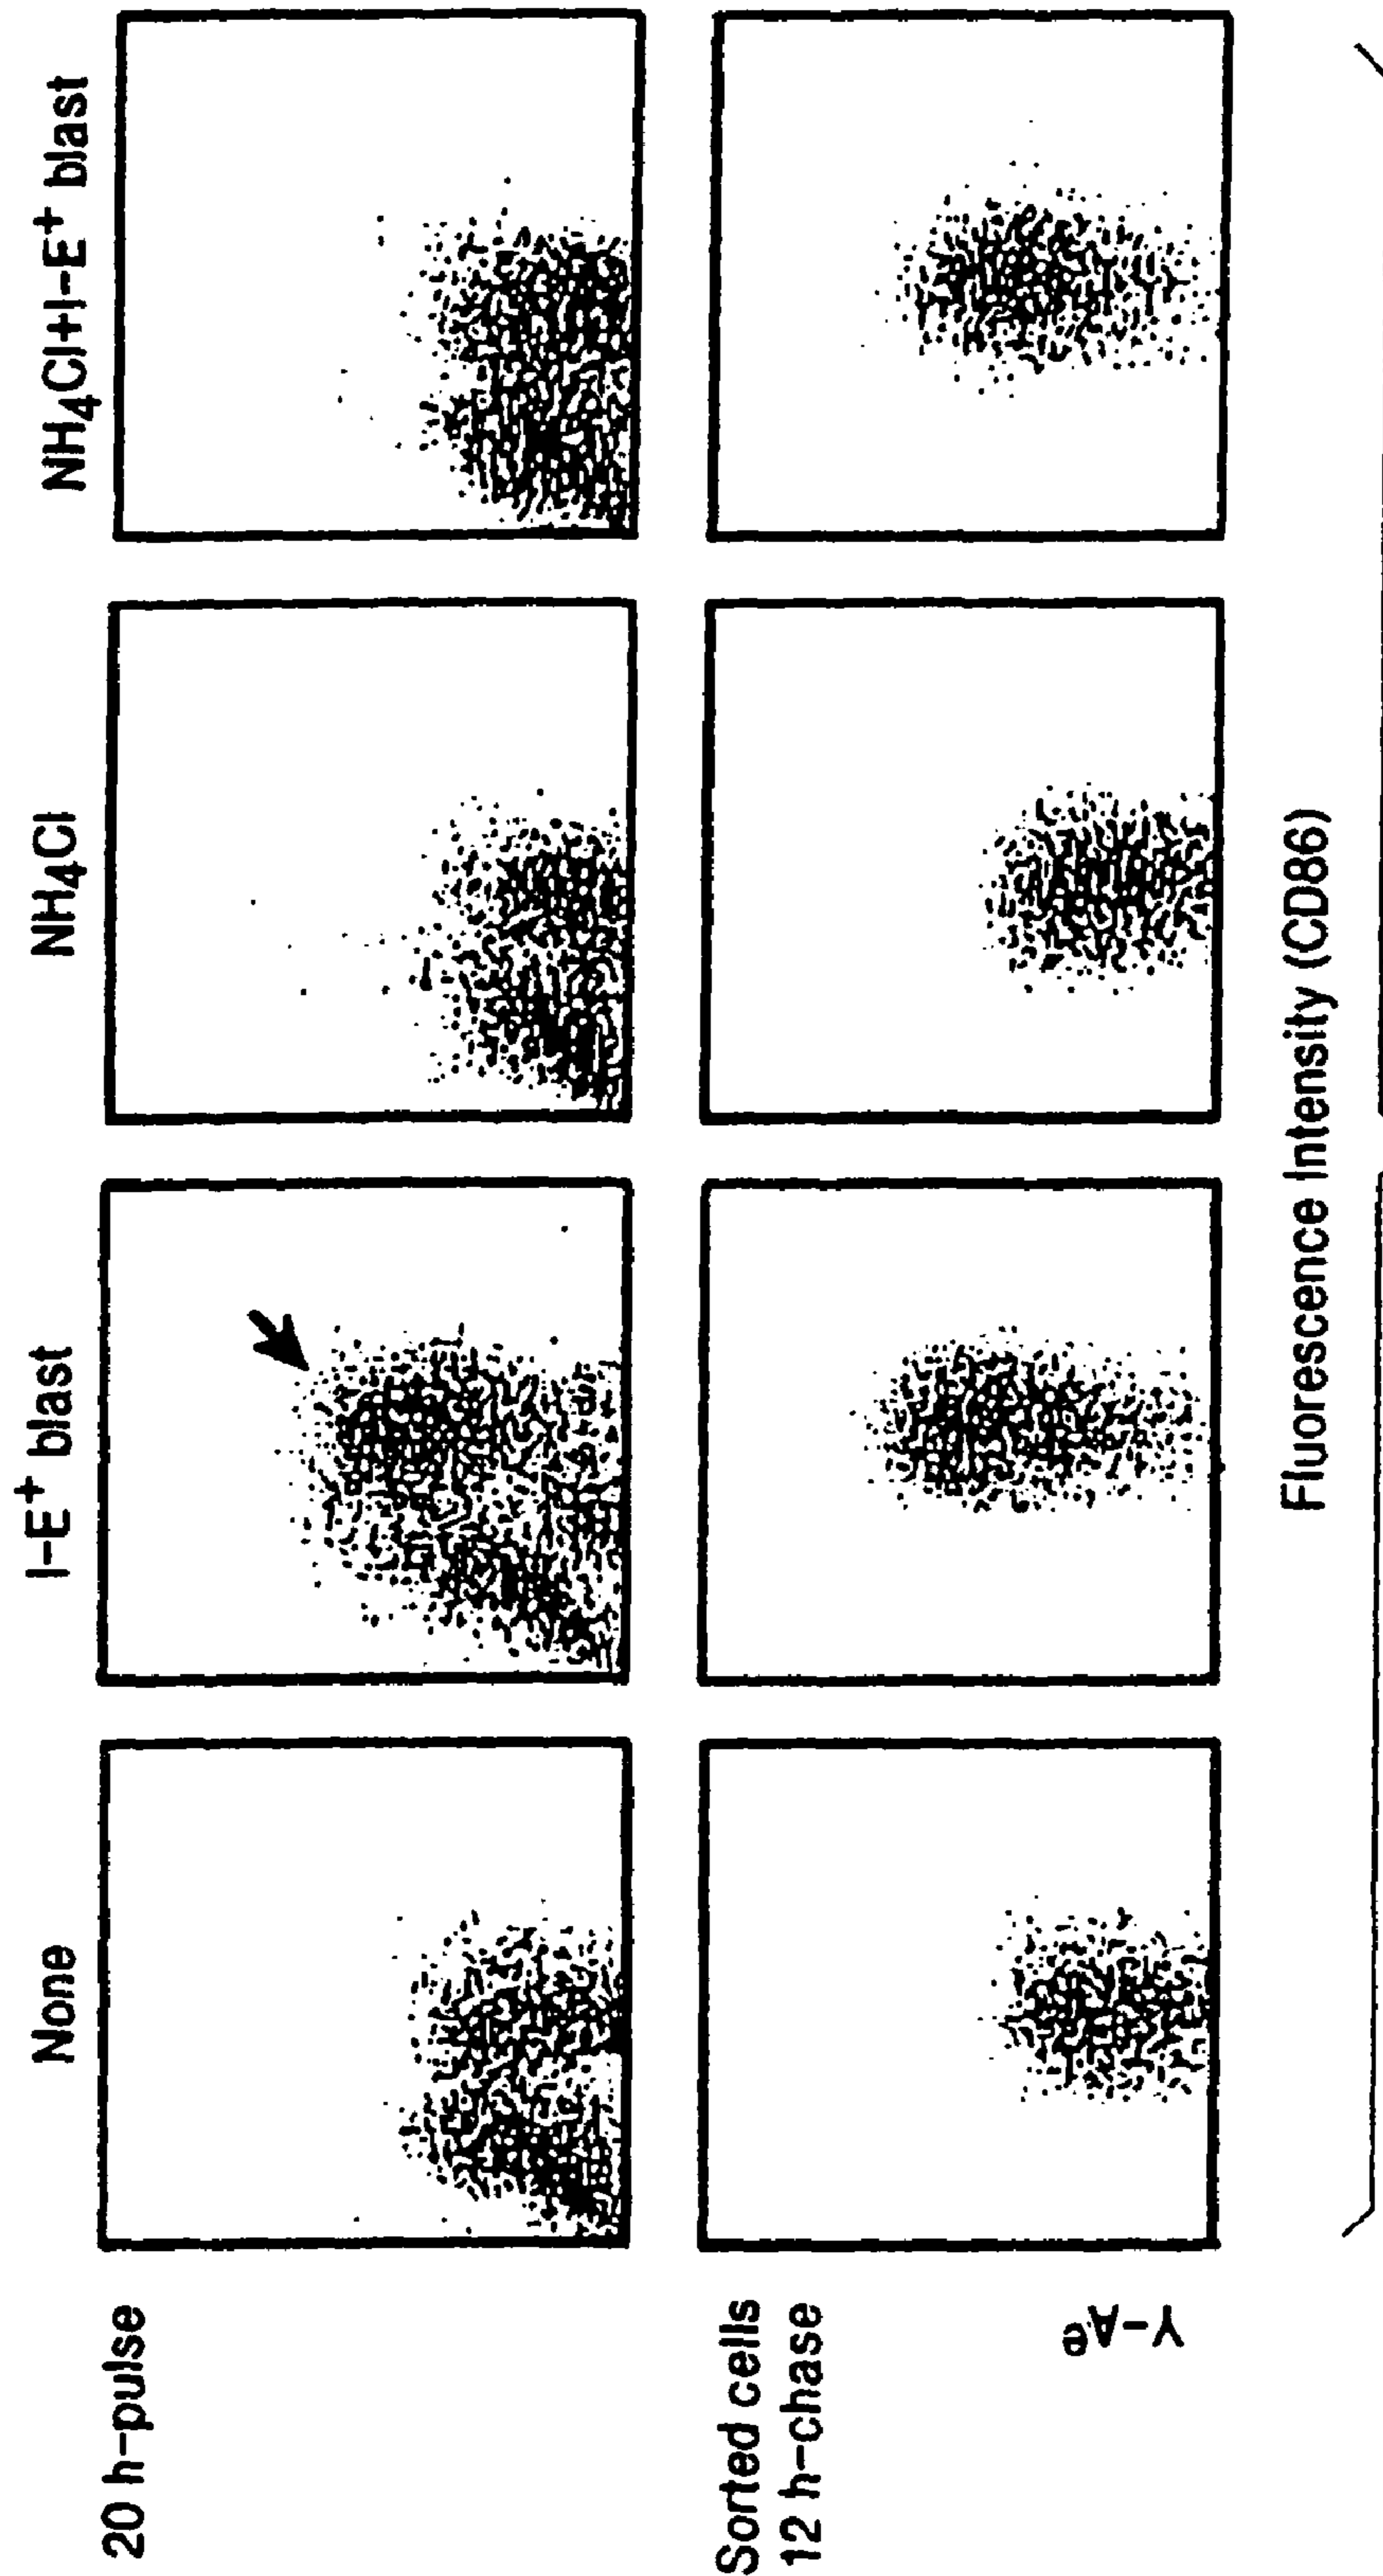 None
I-E+ blast
NH4Cl
NH4Cl+I-E+ blast
20 h-pulse
Sorted cells
12 h-chase
Y-Ae
Fluorescence Intensity (CD86)